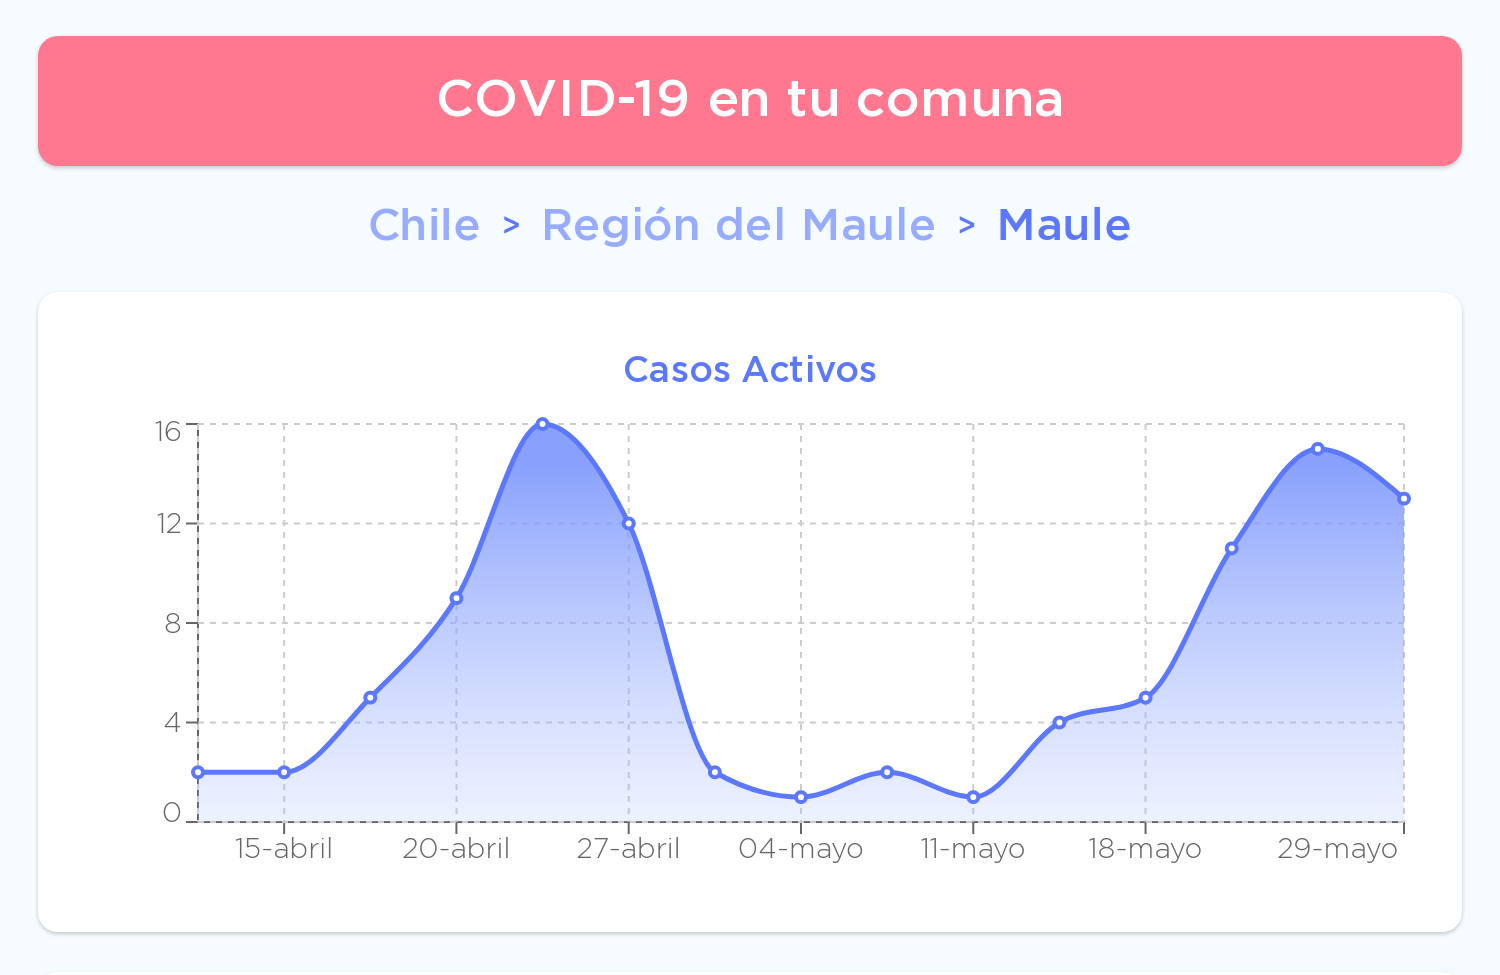 COVID-19 en tu comuna
Chile > Región del Maule > Maule
Casos Activos
16
12
8
4
0
15-abril 20-abril 27-abril 04-mayo 11-mayo 18-mayo 29-mayo